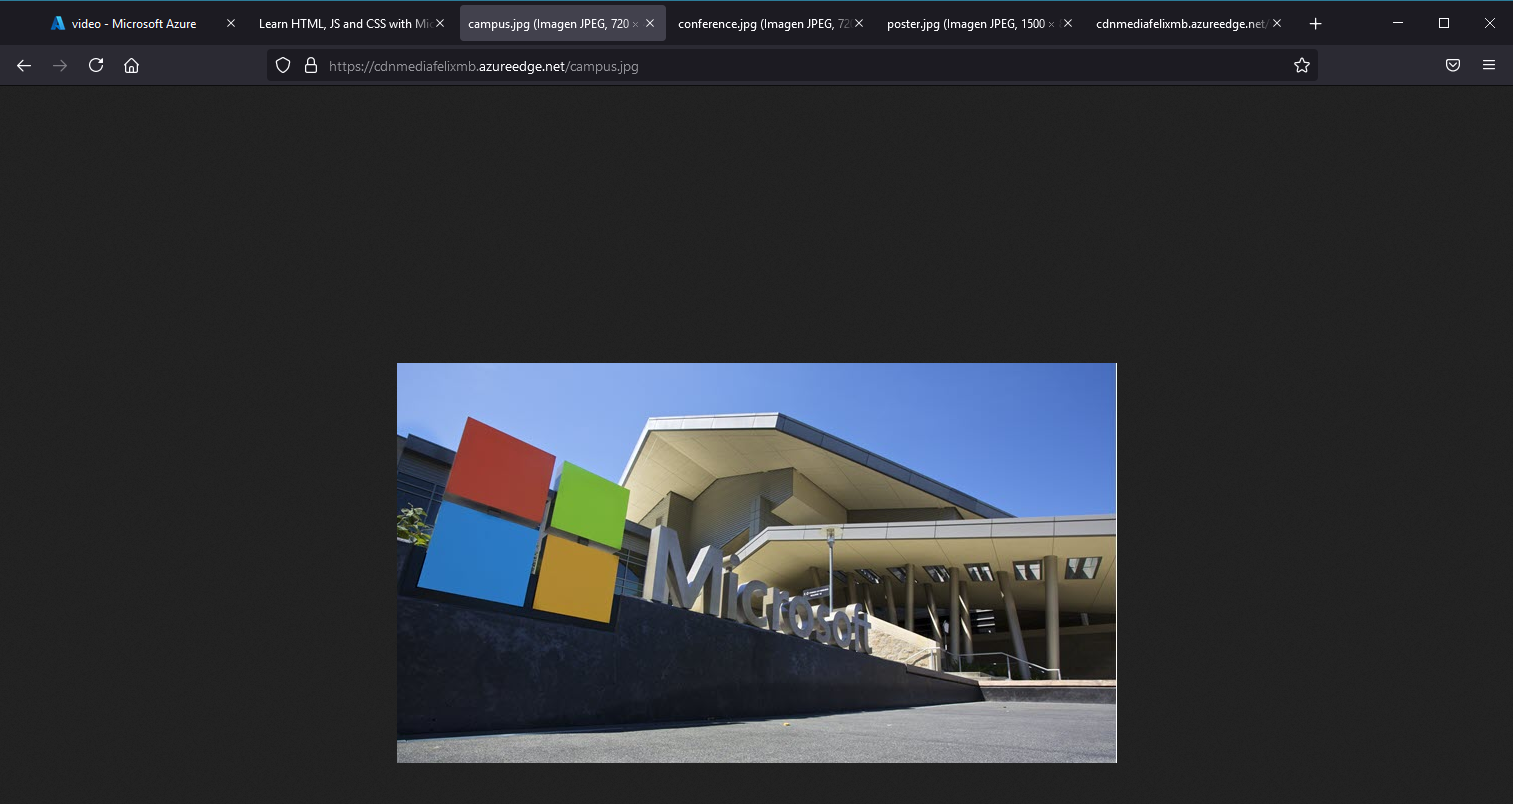 video - Microsoft Azure
Learn HTML, JS and CSS with Mic
campus.jpg (Imagen JPEG, 720 ×
conference.jpg (Imagen JPEG, 72
poster.jpg (Imagen JPEG, 1500 ×
cdnmediafelixmb.azureedge.net/
https://cdnmediafelixmb.azureedge.net/campus.jpg
Microsoft